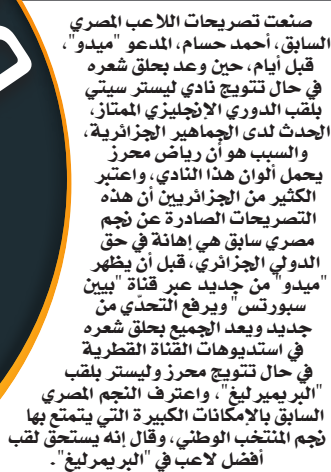 صنعت تصريحات اللاعب المصري
السابق، أحمد حسام، المدعو "ميدو"،
قبل أيام، حين وعد بحلق شعره
في حال تتويج نادي ليستر سيتي
بلقب الدوري الإنجليزي الممتاز،
الحدث لدى الجماهير الجزائرية،
والسبب هو أن رياض محرز
يحمل ألوان هذا النادي، واعتبر
الكثير من الجزائريين أن هذه
التصريحات الصادرة عن نجم
مصري سابق هي إهانة في حق
الدولي الجزائري، قبل أن يظهر
"ميدو" من جديد عبر قناة "بيين
سبورتس" ويرفع التحدّي من
جديد ويعد الجميع بحلق شعره
في استديوهات القناة القطرية
في حال تتويج محرز وليستر بلقب
"البريميرليغ"، واعترف النجم المصري
السابق بالإمكانات الكبيرة التي يتمتع بها
نجم المنتخب الوطني، وقال إنه يستحق لقب
أفضل لاعب في "البريمرليغ".